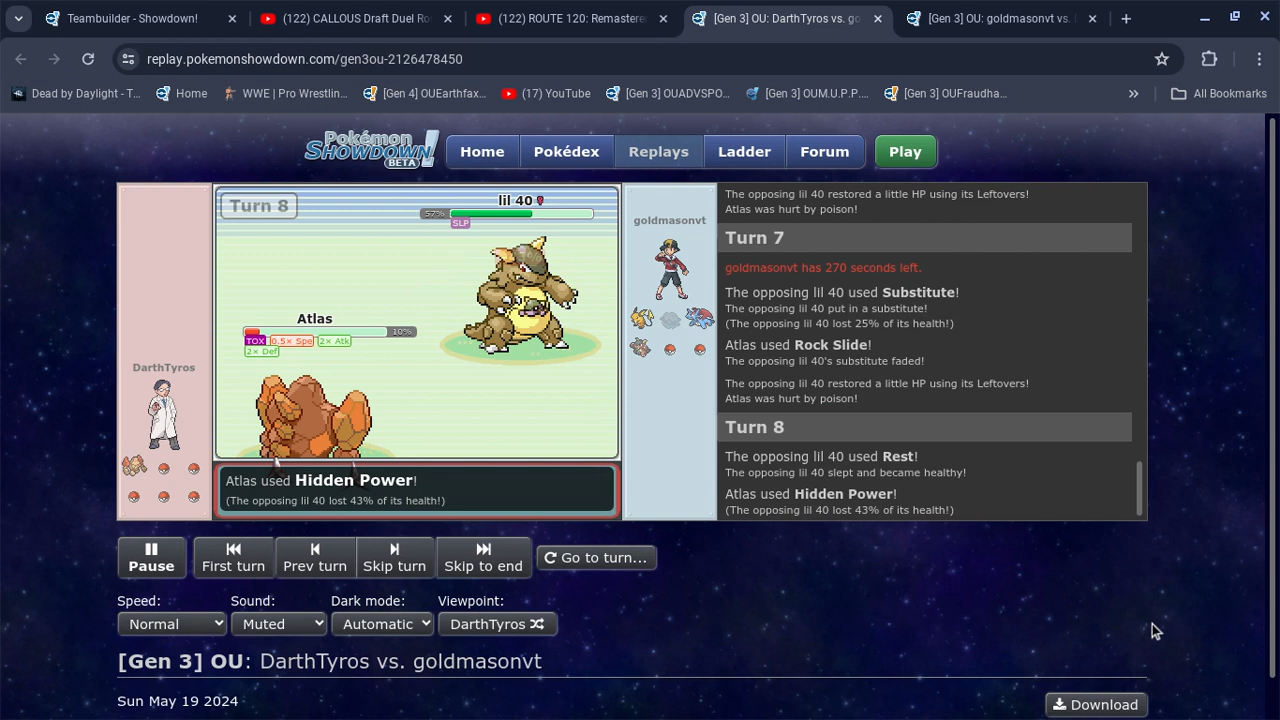 Teambuilder - Showdown!
(122) CALLOUS Draft Duel Ro
(122) ROUTE 120: Remastere
[Gen 3] OU: DarthTyros vs. go
[Gen 3] OU: goldmasonvt vs.
replay.pokemonshowdown.com/gen3ou-2126478450
Dead by Daylight - T...
Home
WWE | Pro Wrestlin...
[Gen 4] OUEarthfax...
(17) YouTube
[Gen 3] OUADVSPO...
[Gen 3] OUM.U.P.P....
[Gen 3] OUFraudha...
All Bookmarks
Pokémon
SHOWDOWN!
BETA
Home
Pokédex
Replays
Ladder
Forum
Play
Turn 8
lil 40
57%
SLP
Atlas
10%
TOX 0.5× Spe 2× Atk
2× Def
DarthTyros
goldmasonvt
Atlas used Hidden Power!
(The opposing lil 40 lost 43% of its health!)
The opposing lil 40 restored a little HP using its Leftovers!
Atlas was hurt by poison!
Turn 7
goldmasonvt has 270 seconds left.
The opposing lil 40 used Substitute!
The opposing lil 40 put in a substitute!
(The opposing lil 40 lost 25% of its health!)
Atlas used Rock Slide!
The opposing lil 40's substitute faded!
The opposing lil 40 restored a little HP using its Leftovers!
Atlas was hurt by poison!
Turn 8
The opposing lil 40 used Rest!
The opposing lil 40 slept and became healthy!
Atlas used Hidden Power!
(The opposing lil 40 lost 43% of its health!)
Pause
First turn
Prev turn
Skip turn
Skip to end
Go to turn...
Speed:
Sound:
Dark mode:
Viewpoint:
Normal
Muted
Automatic
DarthTyros
[Gen 3] OU: DarthTyros vs. goldmasonvt
Sun May 19 2024
Download